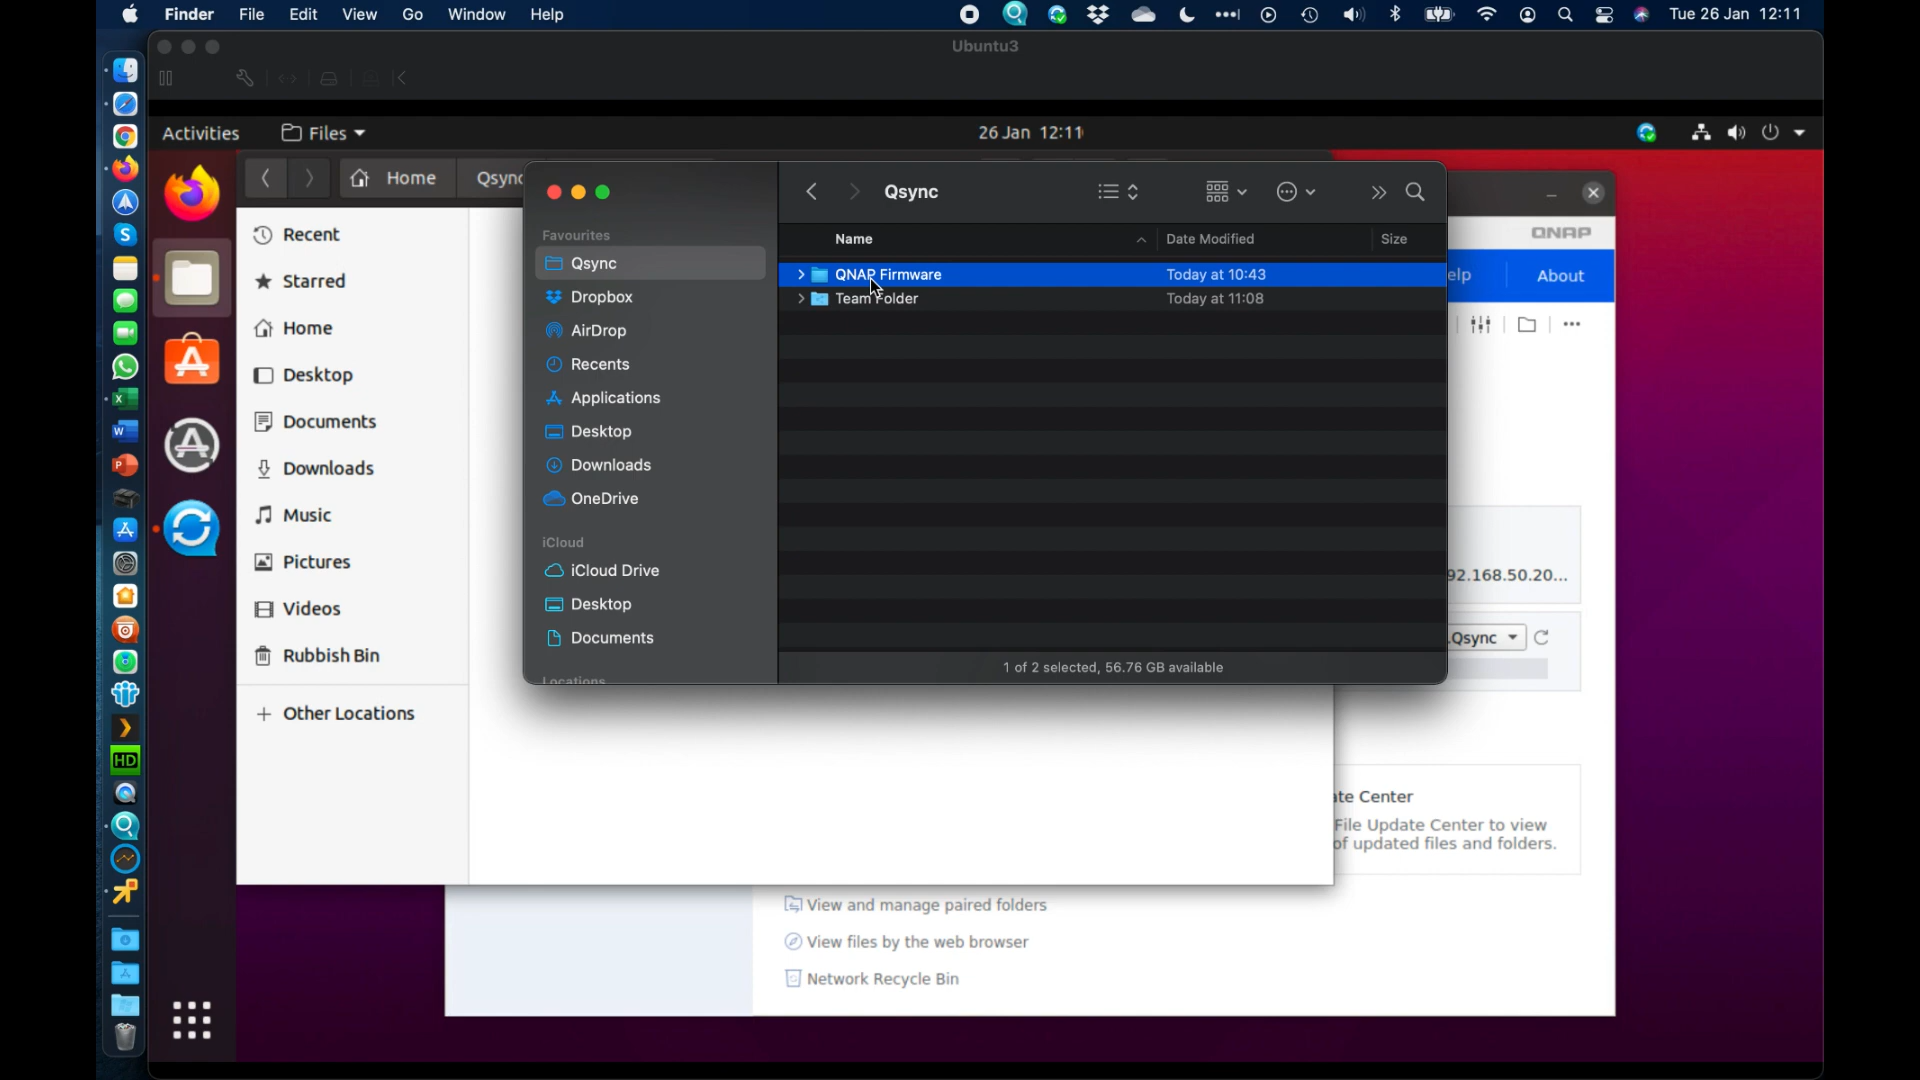 Finder File Edit View Go Window Help
Tue 26 Jan 12:11
Ubuntu3
Activities
Files
26 Jan 12:11
Home
Recent
Starred
Home
Desktop
Documents
Downloads
Music
Pictures
Videos
Rubbish Bin
Other Locations
Favourites
Qsync
Dropbox
AirDrop
Recents
Applications
Desktop
Downloads
OneDrive
iCloud
iCloud Drive
Desktop
Documents
Locations
Qsync
Name Date Modified Size
QNAP Firmware Today at 10:43
Team Folder Today at 11:08
1 of 2 selected, 56.76 GB available
QNAP
About
92.168.50.20...
.Qsync
Center
File Update Center to view
of updated files and folders.
View and manage paired folders
View files by the web browser
Network Recycle Bin
HD